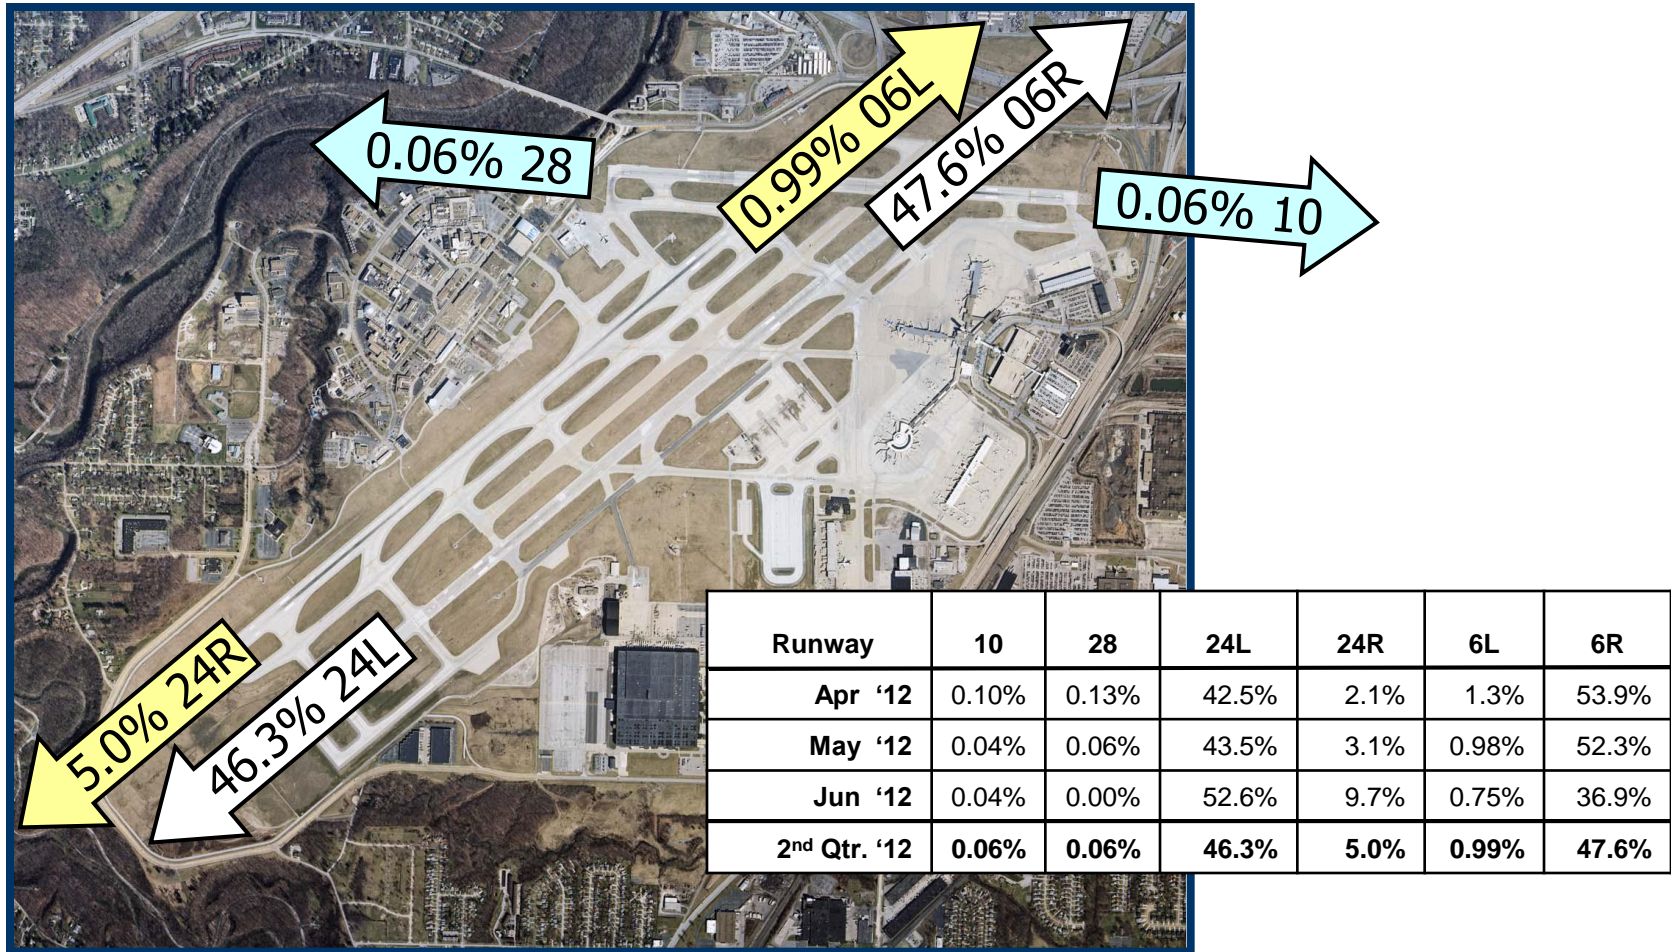 0.99% 06L
47.6% 06R
0.06% 28
0.06% 10
5.0% 24R
46.3% 24L
Runway 10 28 24L 24R 6L 6R
Apr ‘12 0.10% 0.13% 42.5% 2.1% 1.3% 53.9%
May ‘12 0.04% 0.06% 43.5% 3.1% 0.98% 52.3%
Jun ‘12 0.04% 0.00% 52.6% 9.7% 0.75% 36.9%
2nd Qtr. ‘12 0.06% 0.06% 46.3% 5.0% 0.99% 47.6%